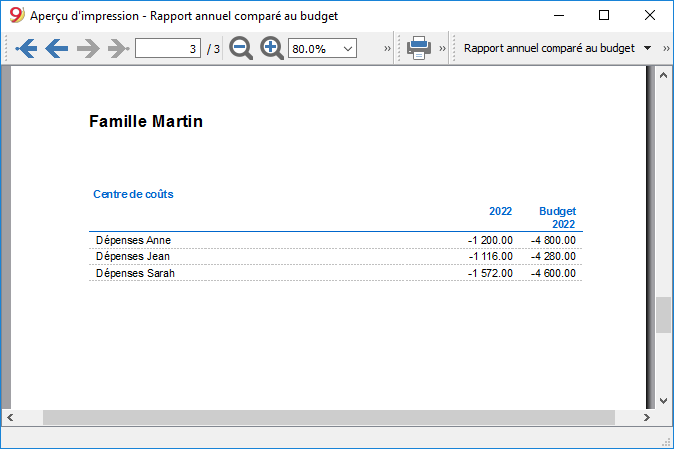 Aperçu d'impression - Rapport annuel comparé au budget
3 / 3 80.0% Rapport annuel comparé au budget
Famille Martin
Centre de coûts
2022 Budget 2022
Dépenses Anne -1 200.00 -4 800.00
Dépenses Jean -1 116.00 -4 280.00
Dépenses Sarah -1 572.00 -4 600.00